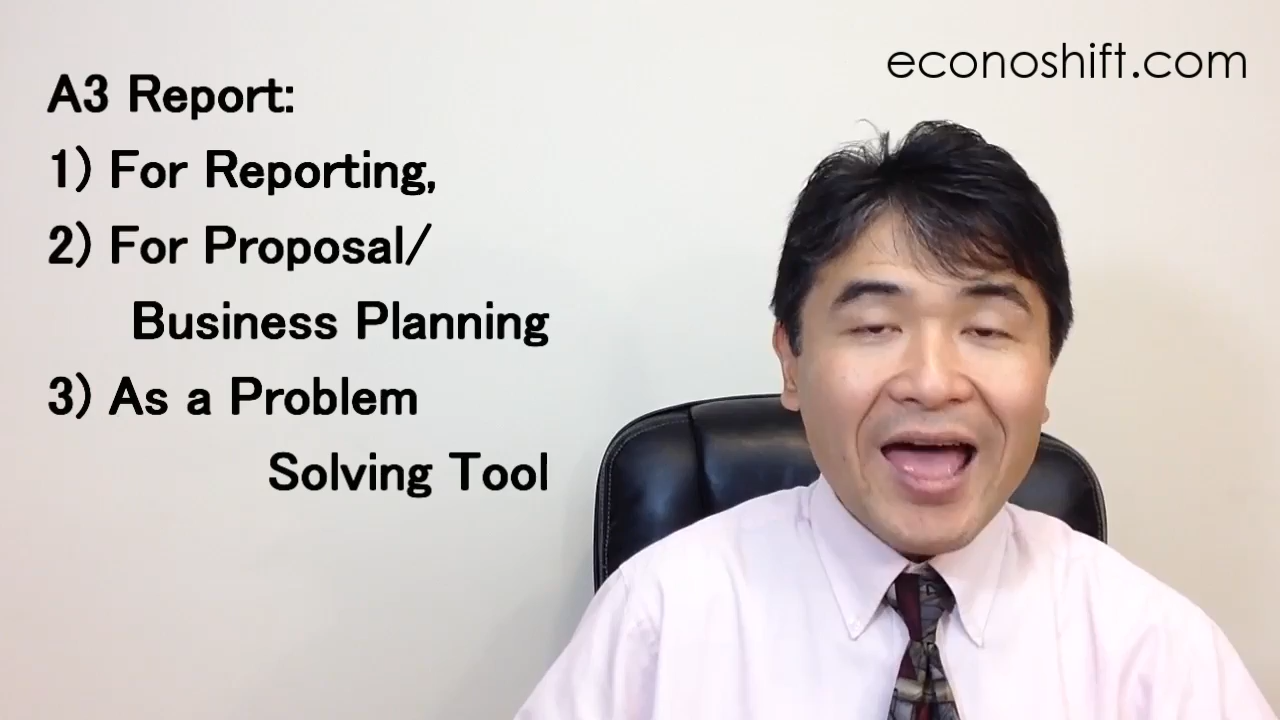 econoshift.com
A3 Report:
1) For Reporting,
2) For Proposal/
Business Planning
3) As a Problem
Solving Tool